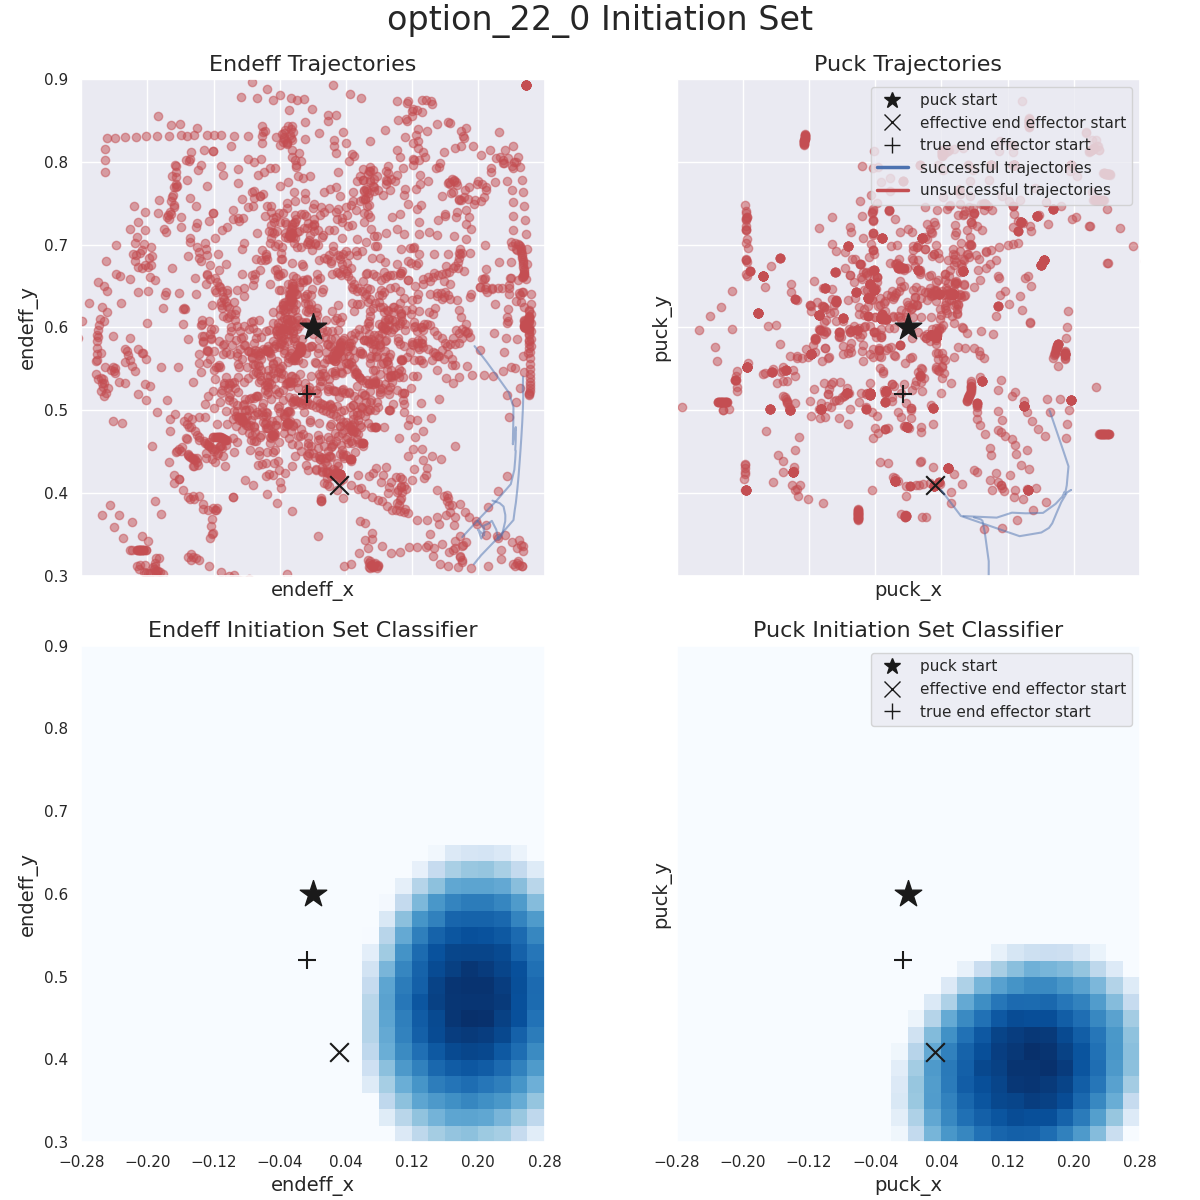 option_22_0 Initiation Set
Endeff Trajectories
Puck Trajectories
0.9
0.8
0.7
0.6
0.5
0.4
0.3
endeff_y
endeff_x
puck_y
puck start
effective end effector start
true end effector start
successful trajectories
unsuccessful trajectories
puck_x
Endeff Initiation Set Classifier
Puck Initiation Set Classifier
0.9
0.8
0.7
0.6
0.5
0.4
0.3
endeff_y
−0.28 −0.20 −0.12 −0.04 0.04 0.12 0.20 0.28
endeff_x
puck_y
puck start
effective end effector start
true end effector start
−0.28 −0.20 −0.12 −0.04 0.04 0.12 0.20 0.28
puck_x